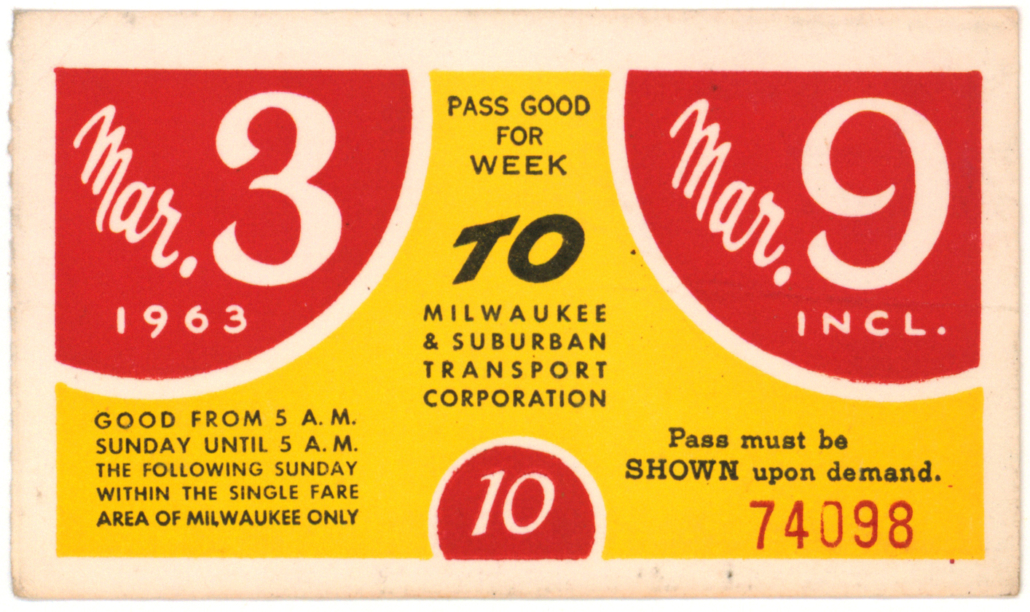 Mar. 3
1963
PASS GOOD
FOR
WEEK
TO
Mar. 9
INCL.
MILWAUKEE
& SUBURBAN
TRANSPORT
CORPORATION
GOOD FROM 5 A.M.
SUNDAY UNTIL 5 A.M.
THE FOLLOWING SUNDAY
WITHIN THE SINGLE FARE
AREA OF MILWAUKEE ONLY
10
Pass must be
SHOWN upon demand.
74098